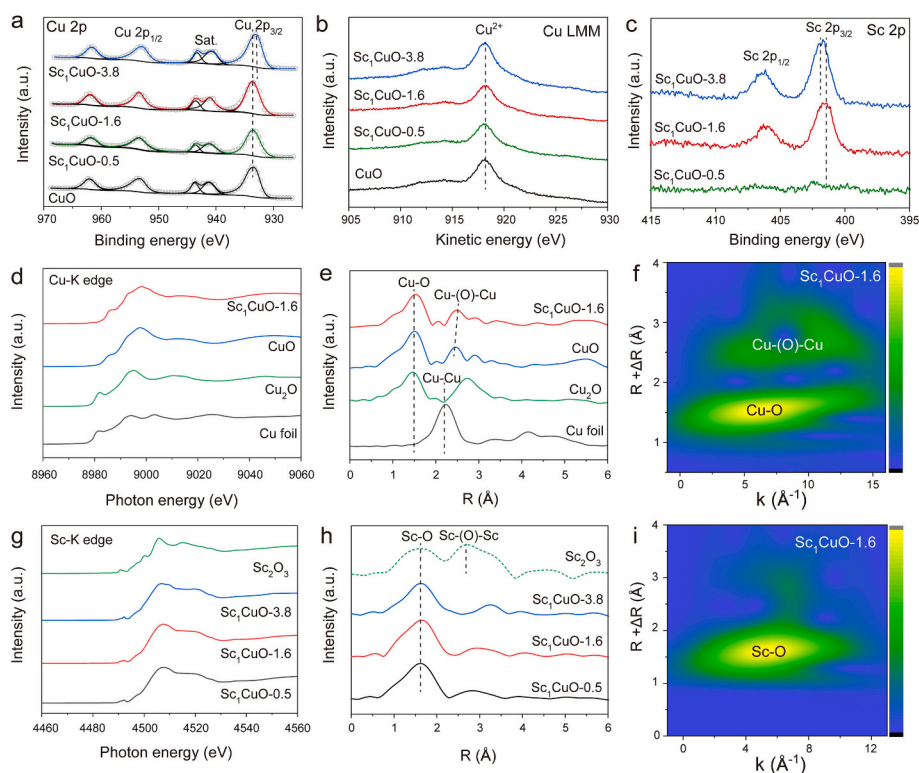 a
Cu 2p
Cu 2p1/2
Sat.
Cu 2p3/2
Sc1CuO-3.8
Sc1CuO-1.6
Sc1CuO-0.5
CuO
970 960 950 940 930
Binding energy (eV)
Intensity (a.u.)
b
Cu2+
Cu LMM
Sc1CuO-3.8
Sc1CuO-1.6
Sc1CuO-0.5
CuO
905 910 915 920 925 930
Kinetic energy (eV)
Intensity (a.u.)
c
Sc 2p
Sc 2p3/2
Sc 2p1/2
Sc1CuO-3.8
Sc1CuO-1.6
Sc1CuO-0.5
415 410 405 400 395
Binding energy (eV)
Intensity (a.u.)
d
Cu-K edge
Sc1CuO-1.6
CuO
Cu2O
Cu foil
8960 8980 9000 9020 9040 9060
Photon energy (eV)
Intensity (a.u.)
e
Cu–O
Cu-(O)-Cu
Sc1CuO-1.6
CuO
Cu-Cu
Cu2O
Cu foil
0 1 2 3 4 5 6
R (Å)
Intensity (a.u.)
f
Sc1CuO-1.6
Cu-(O)-Cu
Cu-O
4
3
2
1
0 5 10 15
k (Å-1)
R +ΔR (Å)
g
Sc-K edge
Sc2O3
Sc1CuO-3.8
Sc1CuO-1.6
Sc1CuO-0.5
4460 4480 4500 4520 4540 4560
Photon energy (eV)
Intensity (a.u.)
h
Sc-O
Sc-(O)-Sc
Sc2O3
Sc1CuO-3.8
Sc1CuO-1.6
Sc1CuO-0.5
0 1 2 3 4 5 6
R (Å)
Intensity (a.u.)
i
Sc1CuO-1.6
Sc-O
4
3
2
1
0
0 4 8 12
k (Å-1)
R +ΔR (Å)